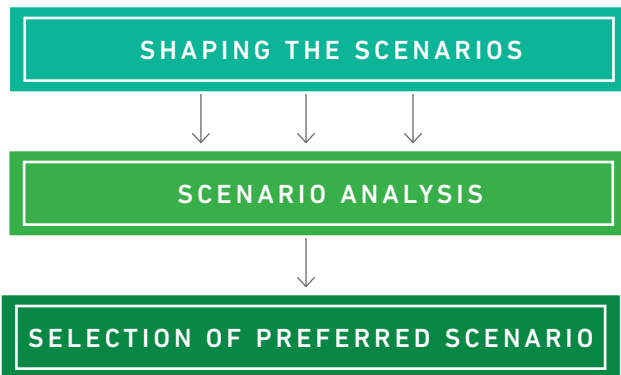 SHAPING THE SCENARIOS
SCENARIO ANALYSIS
SELECTION OF PREFERRED SCENARIO